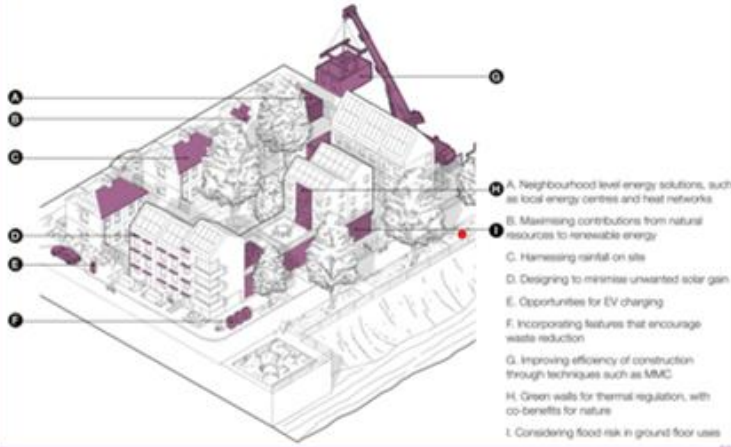 A
B
C
D
E
F
G
H
I
A. Neighbourhood level energy solutions, such
as local energy centres and heat networks
B. Maximising contributions from natural
resources to renewable energy
C. Harnessing rainfall on site
D. Designing to minimise unwanted solar gain
E. Opportunities for EV charging
F. Incorporating features that encourage
waste reduction
G. Improving efficiency of construction
through techniques such as MMC
H. Green walls for thermal regulation, with
co-benefits for nature
I. Considering flood risk in ground floor uses